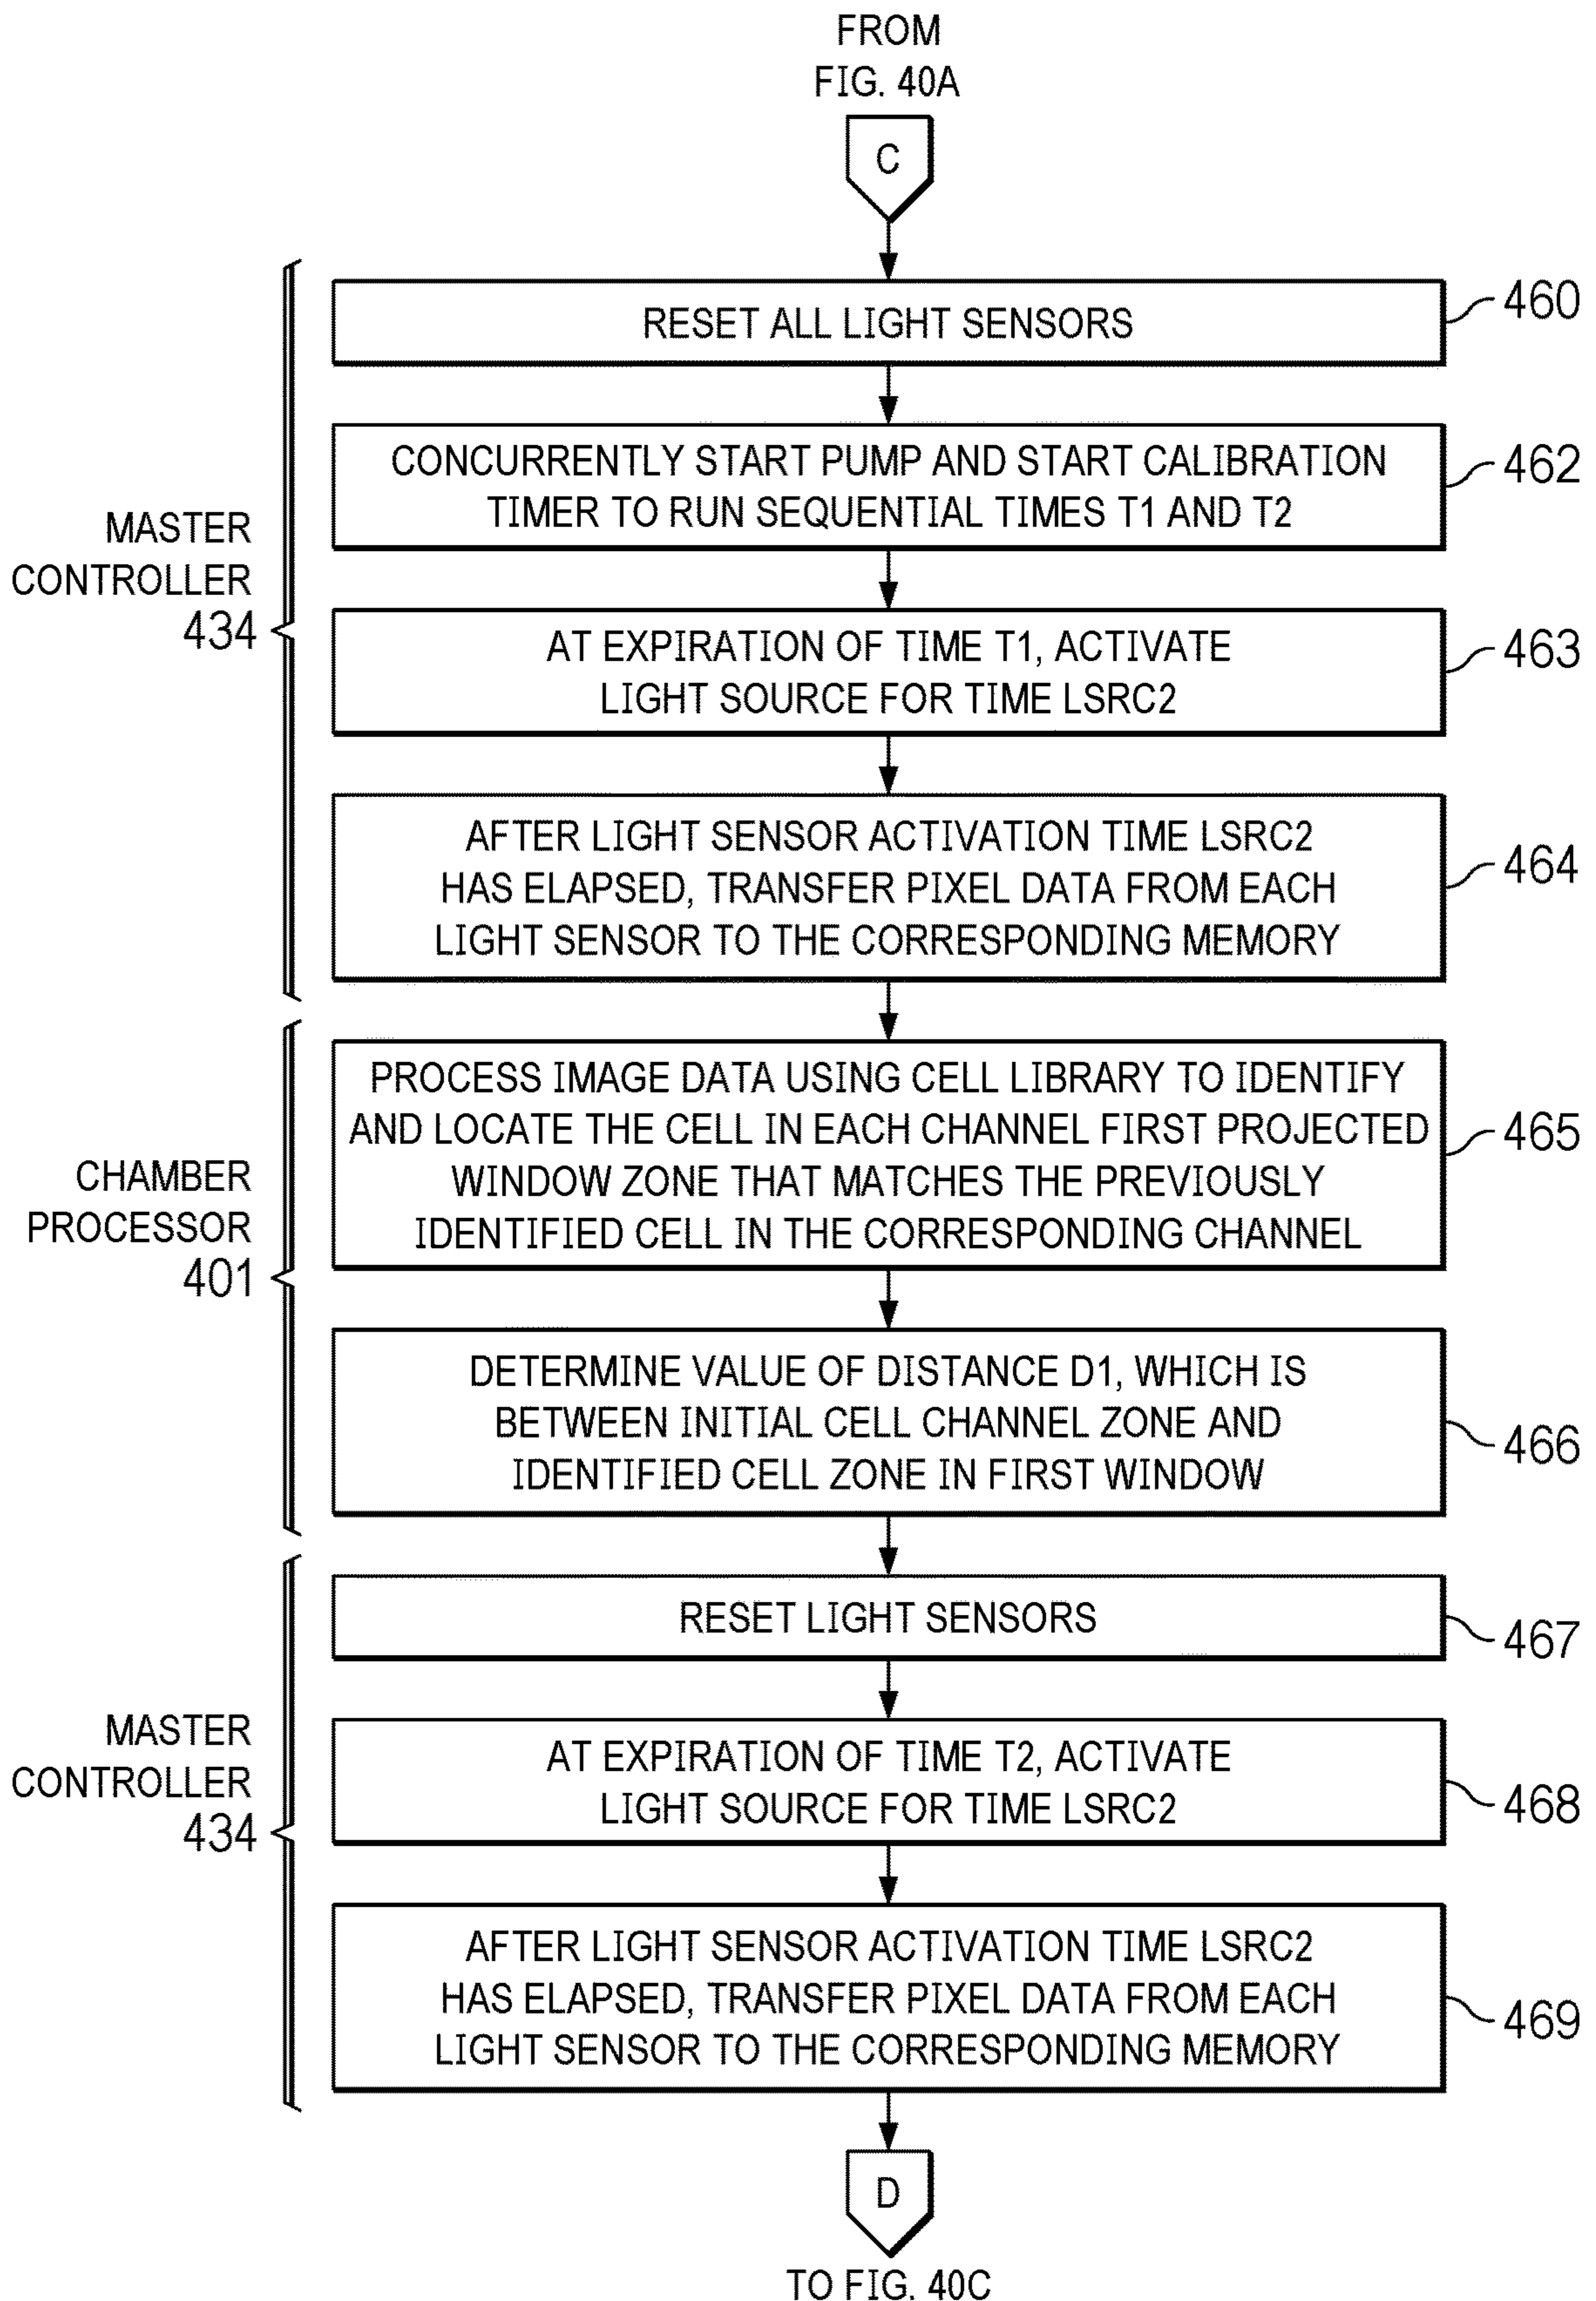 FROM
FIG. 40A
C
RESET ALL LIGHT SENSORS
460
CONCURRENTLY START PUMP AND START CALIBRATION
TIMER TO RUN SEQUENTIAL TIMES T1 AND T2
462
AT EXPIRATION OF TIME T1, ACTIVATE
LIGHT SOURCE FOR TIME LSRC2
463
MASTER
CONTROLLER
434
AFTER LIGHT SENSOR ACTIVATION TIME LSRC2
HAS ELAPSED, TRANSFER PIXEL DATA FROM EACH
LIGHT SENSOR TO THE CORRESPONDING MEMORY
464
PROCESS IMAGE DATA USING CELL LIBRARY TO IDENTIFY
AND LOCATE THE CELL IN EACH CHANNEL FIRST PROJECTED
WINDOW ZONE THAT MATCHES THE PREVIOUSLY
IDENTIFIED CELL IN THE CORRESPONDING CHANNEL
465
CHAMBER
PROCESSOR
401
DETERMINE VALUE OF DISTANCE D1, WHICH IS
BETWEEN INITIAL CELL CHANNEL ZONE AND
IDENTIFIED CELL ZONE IN FIRST WINDOW
466
RESET LIGHT SENSORS
467
AT EXPIRATION OF TIME T2, ACTIVATE
LIGHT SOURCE FOR TIME LSRC2
468
MASTER
CONTROLLER
434
AFTER LIGHT SENSOR ACTIVATION TIME LSRC2
HAS ELAPSED, TRANSFER PIXEL DATA FROM EACH
LIGHT SENSOR TO THE CORRESPONDING MEMORY
469
D
TO FIG. 40C